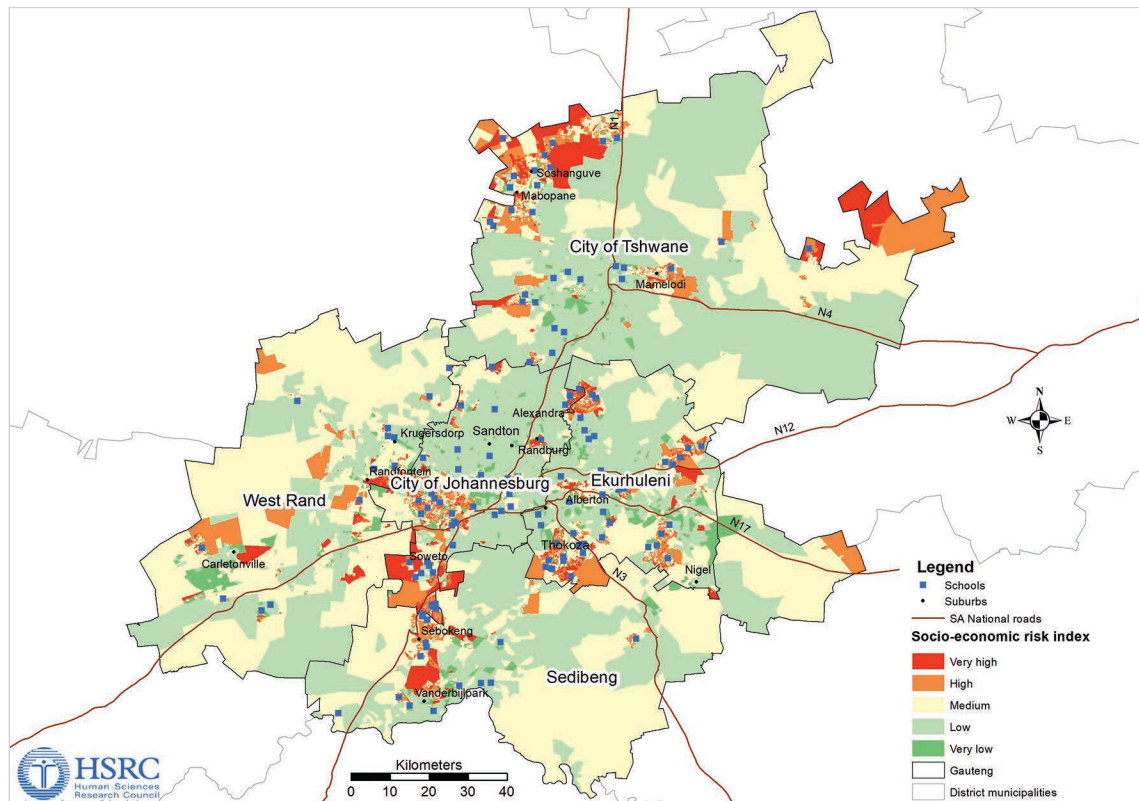 N1
Soshanguve
Mabopane
City of Tshwane
Mamelodi
N4
Alexandra
N12
Krugersdorp
Sandton
Randburg
Randfontein
City of Johannesburg
Ekurhuleni
West Rand
Alberton
N17
Thokoza
Carletonville
Soweto
N3
Nigel
Sebokeng
Sedibeng
Vanderbijlpark
N
W
E
S
Legend
Schools
Suburbs
SA National roads
Socio-economic risk index
Very high
High
Medium
Low
Very low
Gauteng
District municipalities
HSRC
Human Sciences
Research Council
Kilometers
0 10 20 30 40